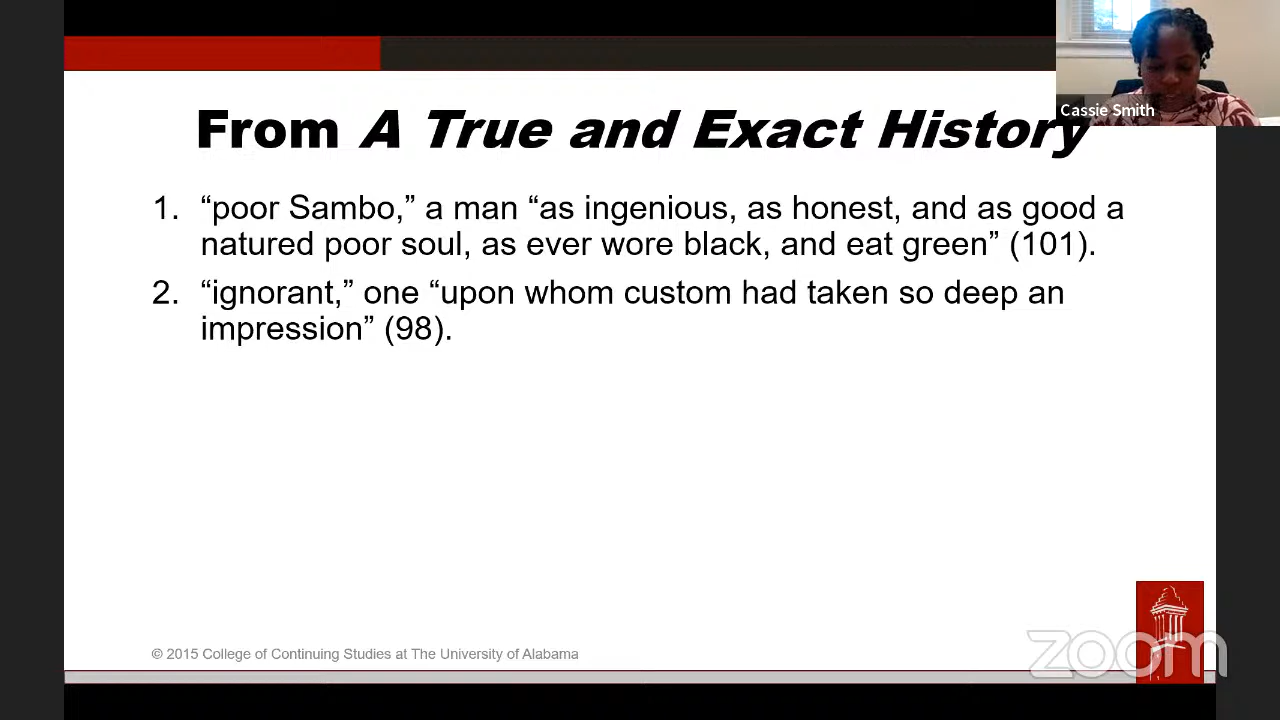 Cassie Smith
From A True and Exact History
1. “poor Sambo,” a man “as ingenious, as honest, and as good a
natured poor soul, as ever wore black, and eat green” (101).
2. “ignorant,” one “upon whom custom had taken so deep an
impression” (98).
© 2015 College of Continuing Studies at The University of Alabama
zoom